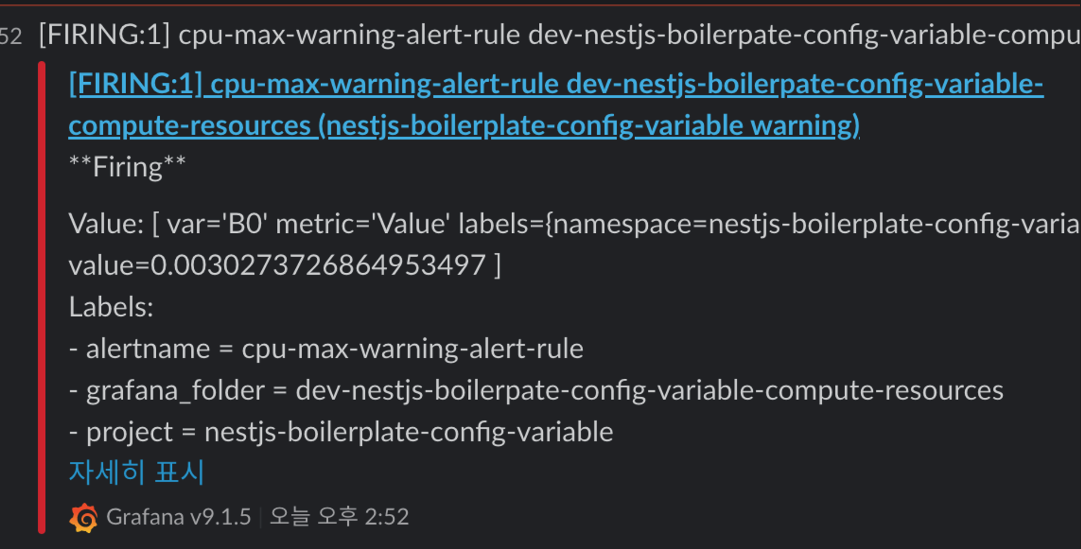 52 [FIRING:1] cpu-max-warning-alert-rule dev-nestjs-boilerpate-config-variable-compu
[FIRING:1] cpu-max-warning-alert-rule dev-nestjs-boilerpate-config-variable-
compute-resources (nestjs-boilerplate-config-variable warning)
**Firing**
Value: [ var='B0' metric='Value' labels={namespace=nestjs-boilerplate-config-varia
value=0.0030273726864953497 ]
Labels:
- alertname = cpu-max-warning-alert-rule
- grafana_folder = dev-nestjs-boilerpate-config-variable-compute-resources
- project = nestjs-boilerplate-config-variable
자세히 표시
Grafana v9.1.5 | 오늘 오후 2:52